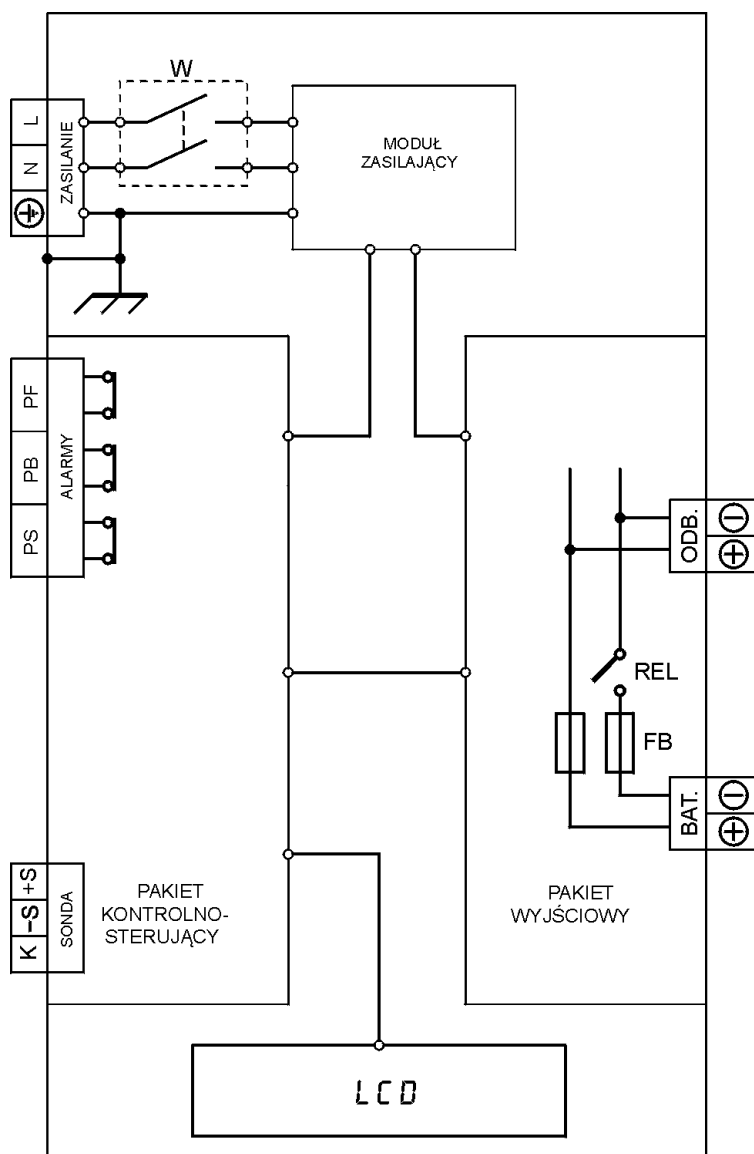 W
L
N
ZASILANIE
MODUŁ
ZASILAJĄCY
PF
PB
PS
ALARMY
ODB.
REL
FB
BAT.
+S
-S
K
SONDA
PAKIET
KONTROLNO-
STERUJĄCY
PAKIET
WYJŚCIOWY
LCD